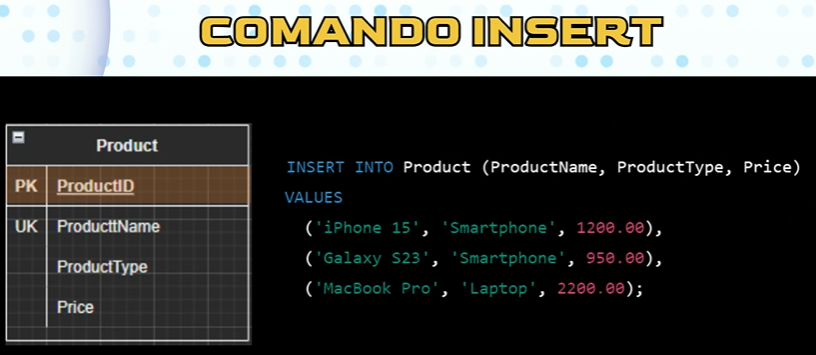 COMANDO INSERT
Product
PK ProductID
UK ProducttName
ProductType
Price
INSERT INTO Product (ProductName, ProductType, Price)
VALUES
('iPhone 15', 'Smartphone', 1200.00),
('Galaxy S23', 'Smartphone', 950.00),
('MacBook Pro', 'Laptop', 2200.00);